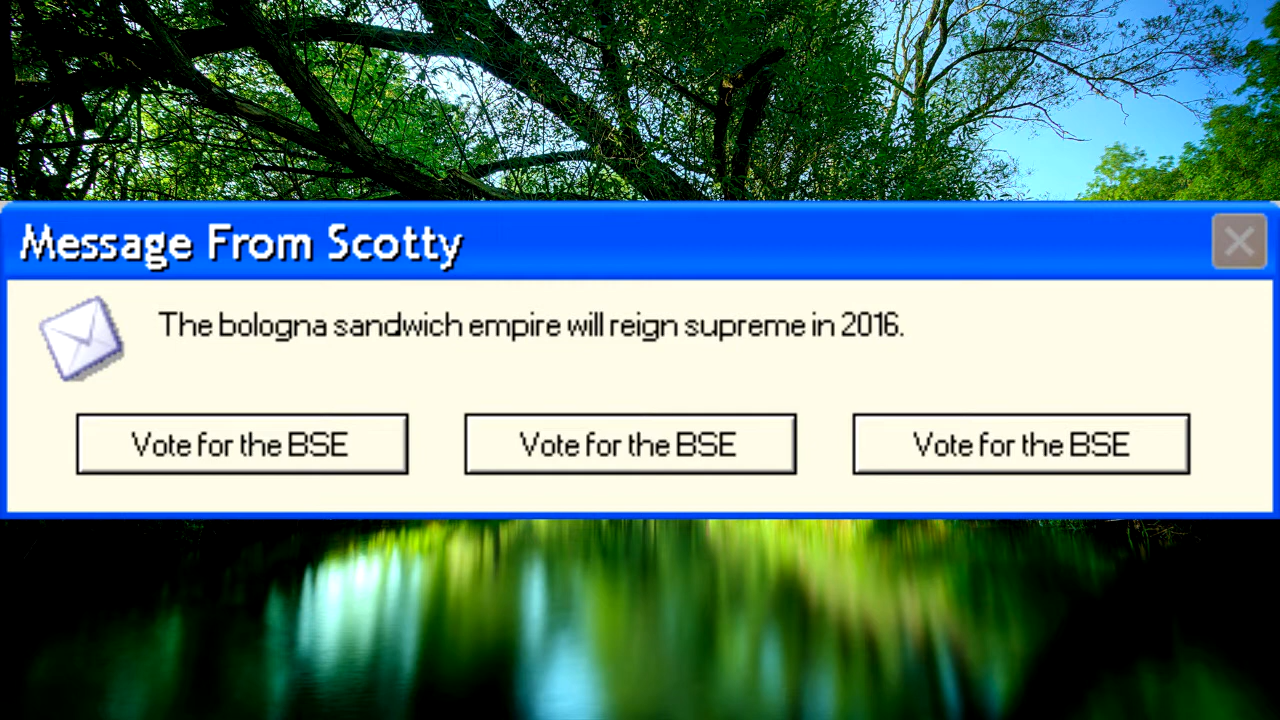 Message From Scotty
The bologna sandwich empire will reign supreme in 2016.
Vote for the BSE
Vote for the BSE
Vote for the BSE